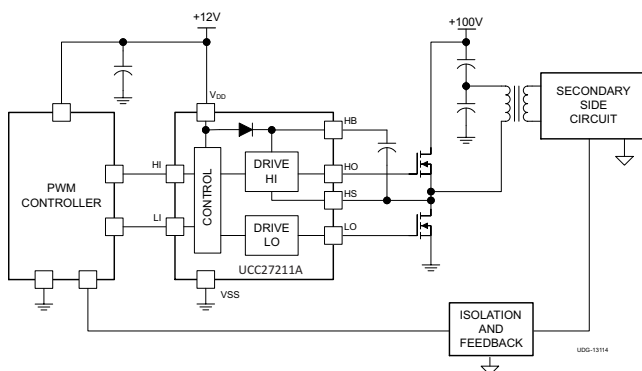 +12V
+100V
SECONDARY
SIDE
CIRCUIT
VDD
HB
HI
DRIVE
HI
HO
PWM
CONTROLLER
CONTROL
HS
LI
DRIVE
LO
LO
UCC27211A
VSS
ISOLATION
AND
FEEDBACK
UDG-13114